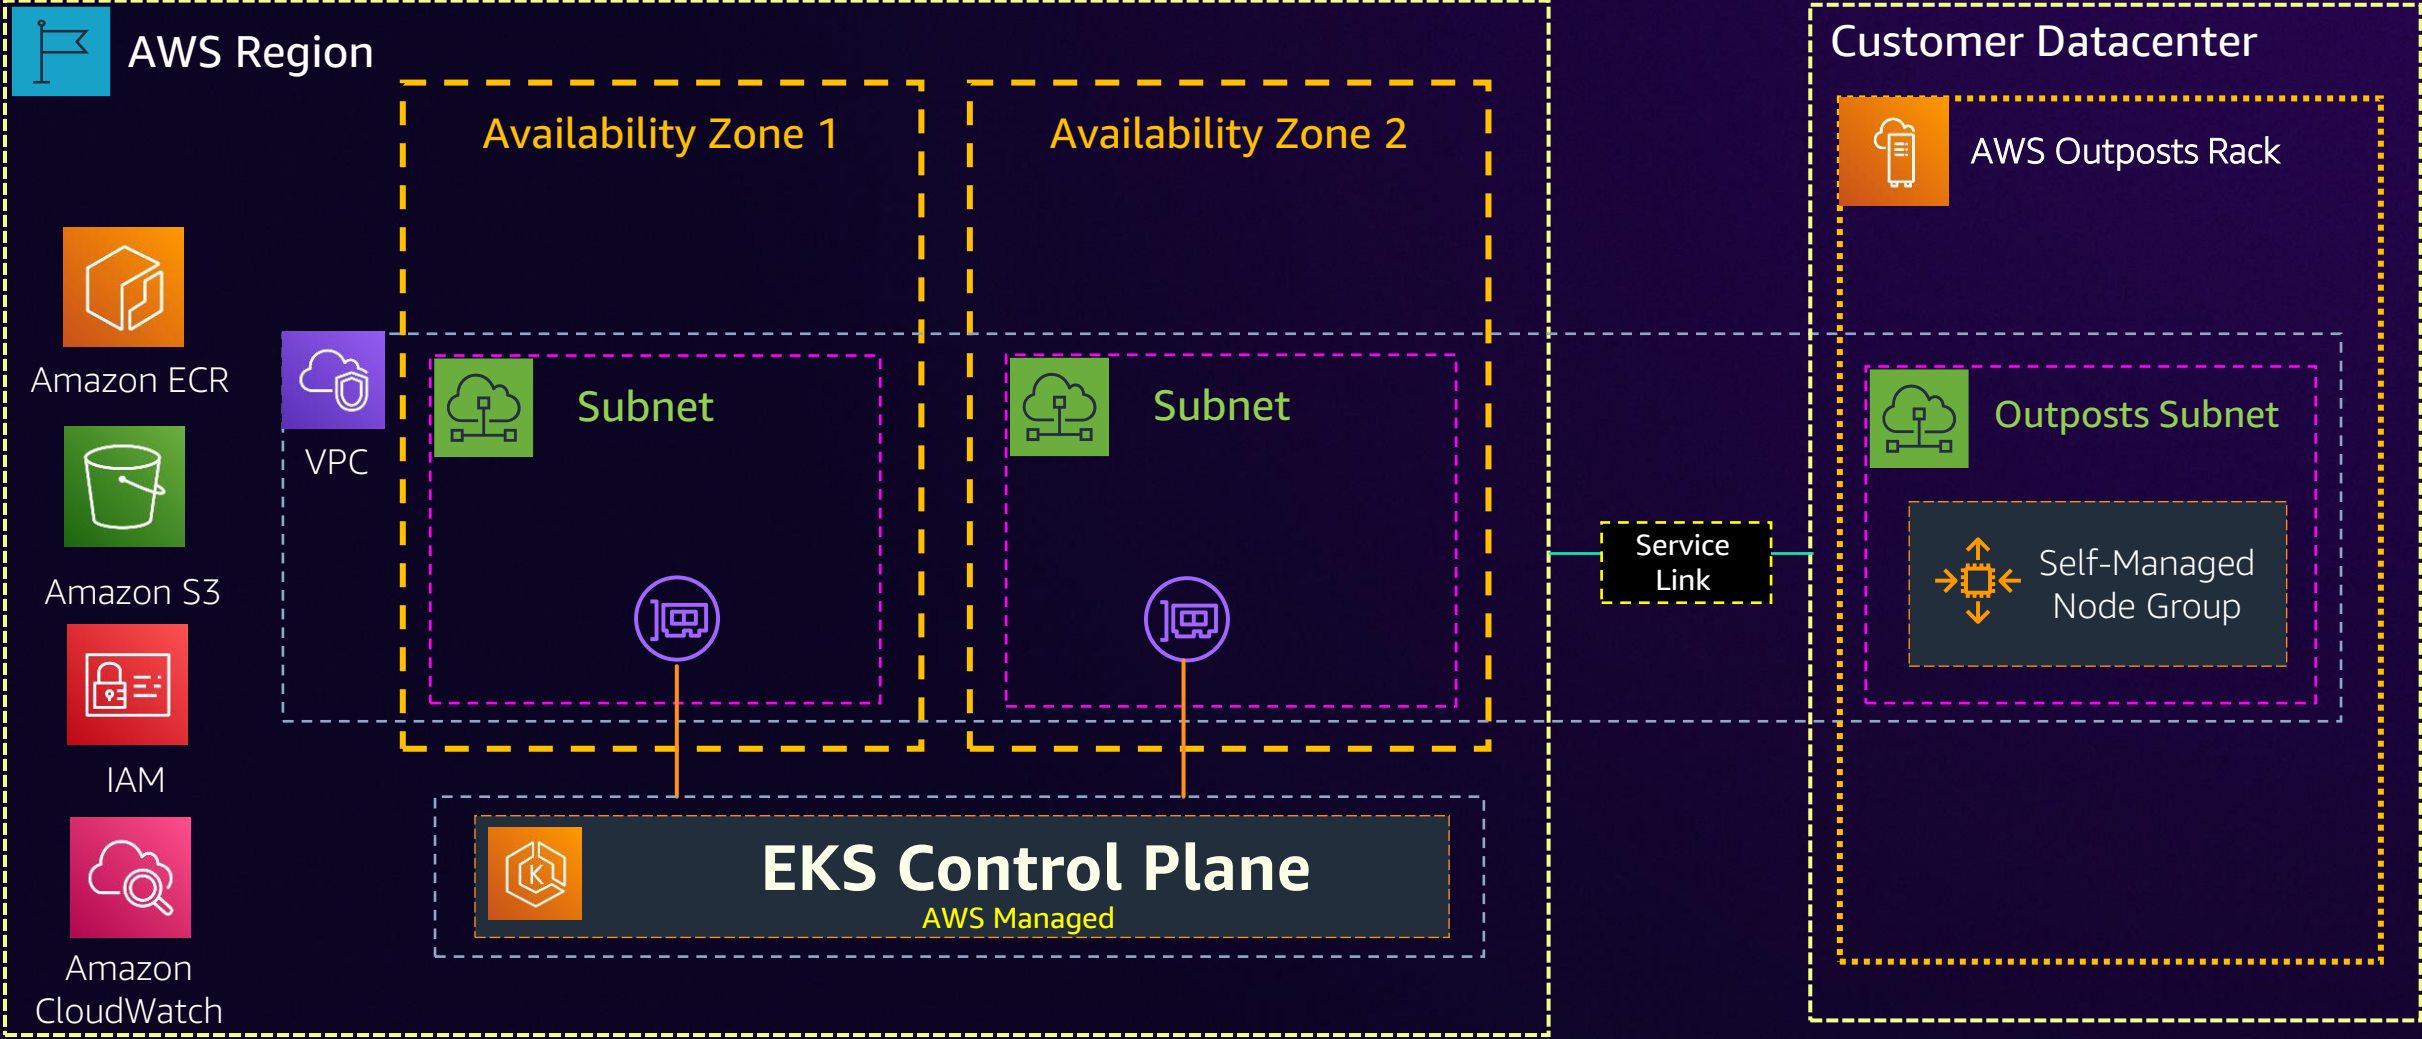 AWS Region
Customer Datacenter
Availability Zone 1
Availability Zone 2
AWS Outposts Rack
Amazon ECR
VPC
Subnet
Subnet
Outposts Subnet
Amazon S3
Service
Link
Self-Managed
Node Group
IAM
K
EKS Control Plane
AWS Managed
Amazon
CloudWatch